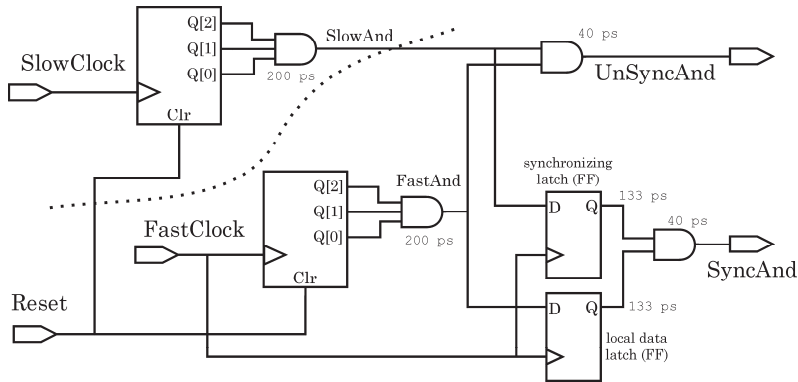 Q[2]
Q[1]
Q[0]
SlowAnd
40 ps
SlowClock
200 ps
UnSyncAnd
Clr
synchronizing
latch (FF)
Q[2]
FastAnd
Q[1]
D
Q
133 ps
FastClock
Q[0]
200 ps
40 ps
Clr
SyncAnd
Reset
D
Q
133 ps
local data
latch (FF)